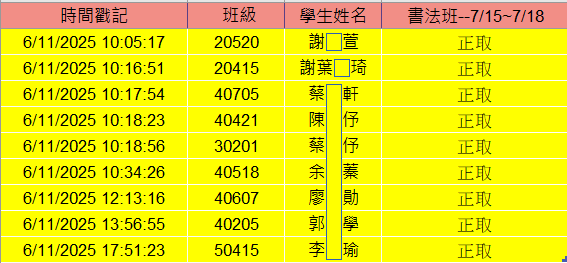 時間戳記 班級 學生姓名 書法班--7/15~7/18
6/11/2025 10:05:17 20520 謝 萱 正取
6/11/2025 10:16:51 20415 謝葉 琦 正取
6/11/2025 10:17:54 40705 蔡 軒 正取
6/11/2025 10:18:23 40421 陳 伃 正取
6/11/2025 10:18:56 30201 蔡 伃 正取
6/11/2025 10:34:26 40518 余 蓁 正取
6/11/2025 12:13:16 40607 廖 勛 正取
6/11/2025 13:56:55 40205 郭 學 正取
6/11/2025 17:51:23 50415 李 瑜 正取